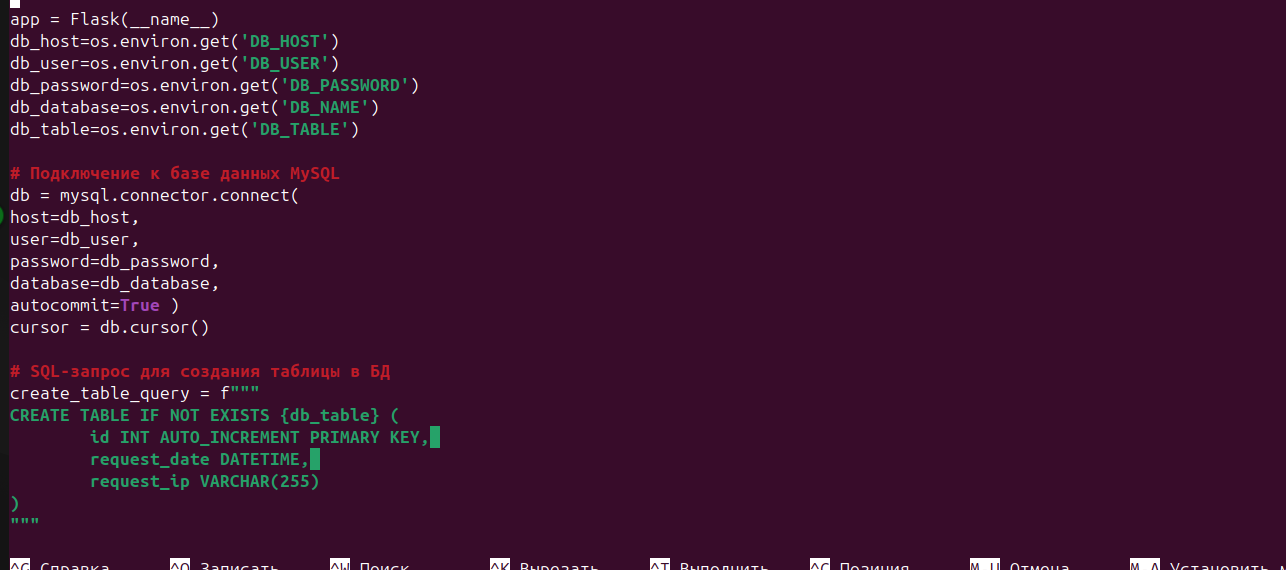 app = Flask(__name__)
db_host=os.environ.get('DB_HOST')
db_user=os.environ.get('DB_USER')
db_password=os.environ.get('DB_PASSWORD')
db_database=os.environ.get('DB_NAME')
db_table=os.environ.get('DB_TABLE')
# Подключение к базе данных MySQL
db = mysql.connector.connect(
host=db_host,
user=db_user,
password=db_password,
database=db_database,
autocommit=True )
cursor = db.cursor()
# SQL-запрос для создания таблицы в БД
create_table_query = f"""
CREATE TABLE IF NOT EXISTS {db_table} (
        id INT AUTO_INCREMENT PRIMARY KEY,
        request_date DATETIME,
        request_ip VARCHAR(255)
)
"""
^G Справка ^O Записать ^W Поиск ^K Вырезать ^T Выполнить ^C Позиция M-U Отмена M-A Установить